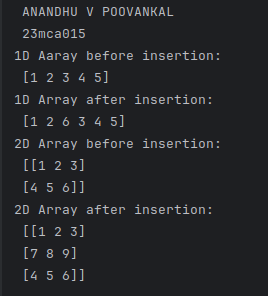 ANANDHU V POOVANKAL
23mca015
1D Aaray before insertion:
[1 2 3 4 5]
1D Array after insertion:
[1 2 6 3 4 5]
2D Array before insertion:
[[1 2 3]
[4 5 6]]
2D Array after insertion:
[[1 2 3]
[7 8 9]
[4 5 6]]